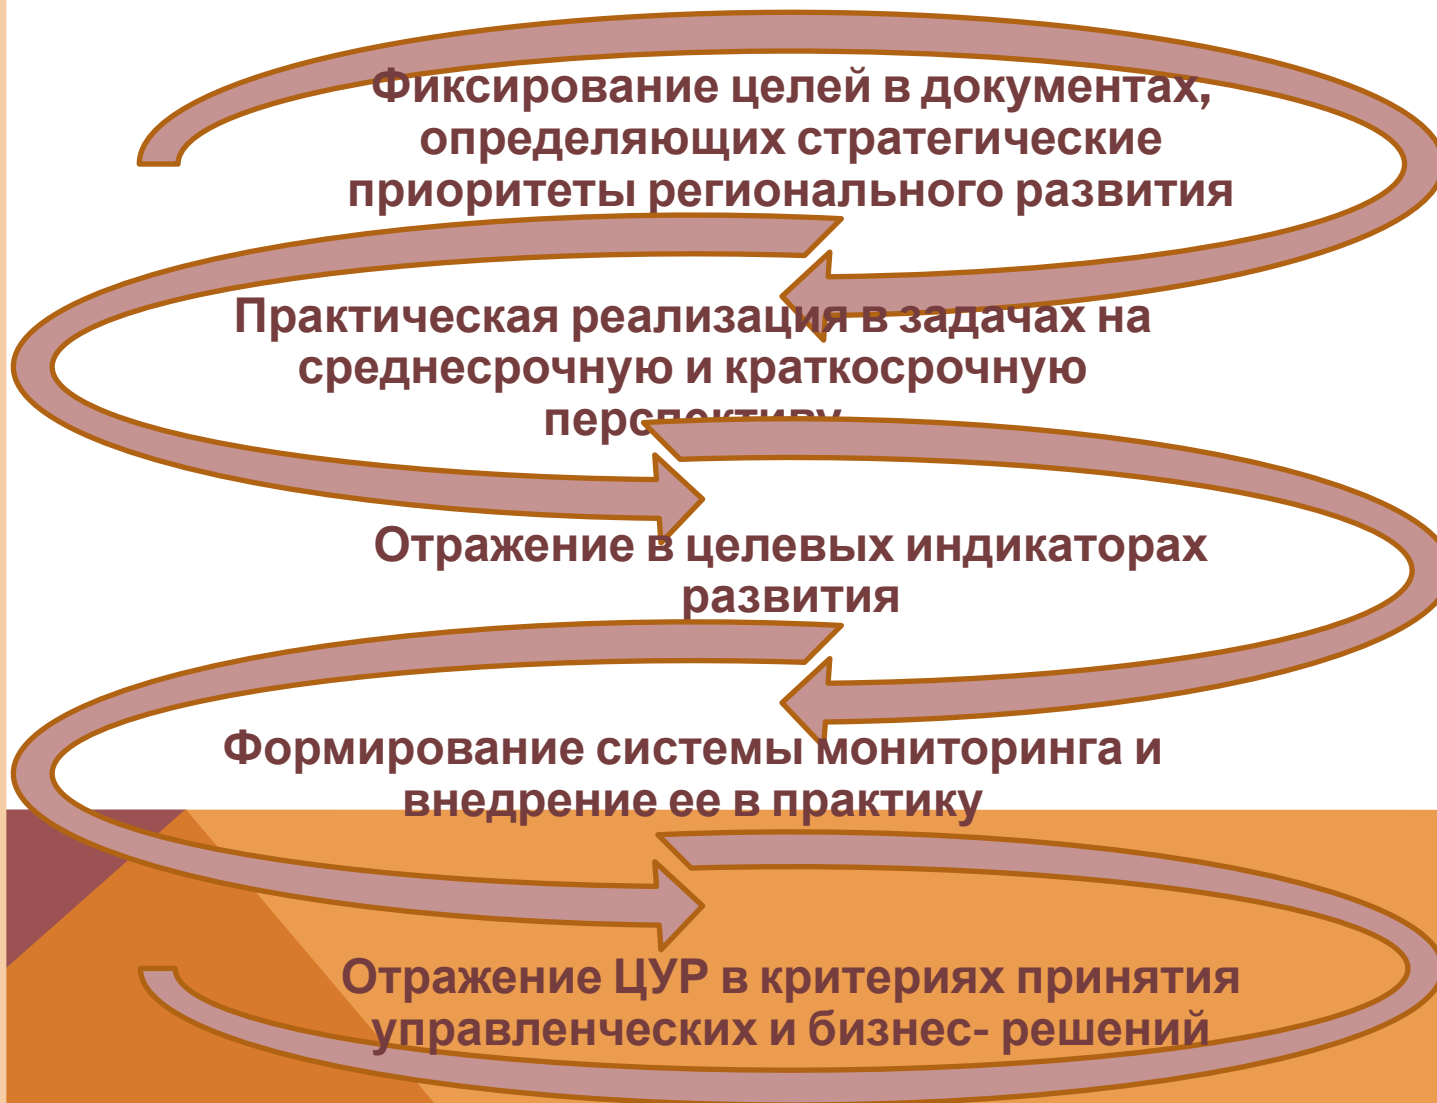 Фиксирование целей в документах,
определяющих стратегические
приоритеты регионального развития
Практическая реализация в задачах на
среднесрочную и краткосрочную
перспективу
Отражение в целевых индикаторах
развития
Формирование системы мониторинга и
внедрение ее в практику
Отражение ЦУР в критериях принятия
управленческих и бизнес- решений